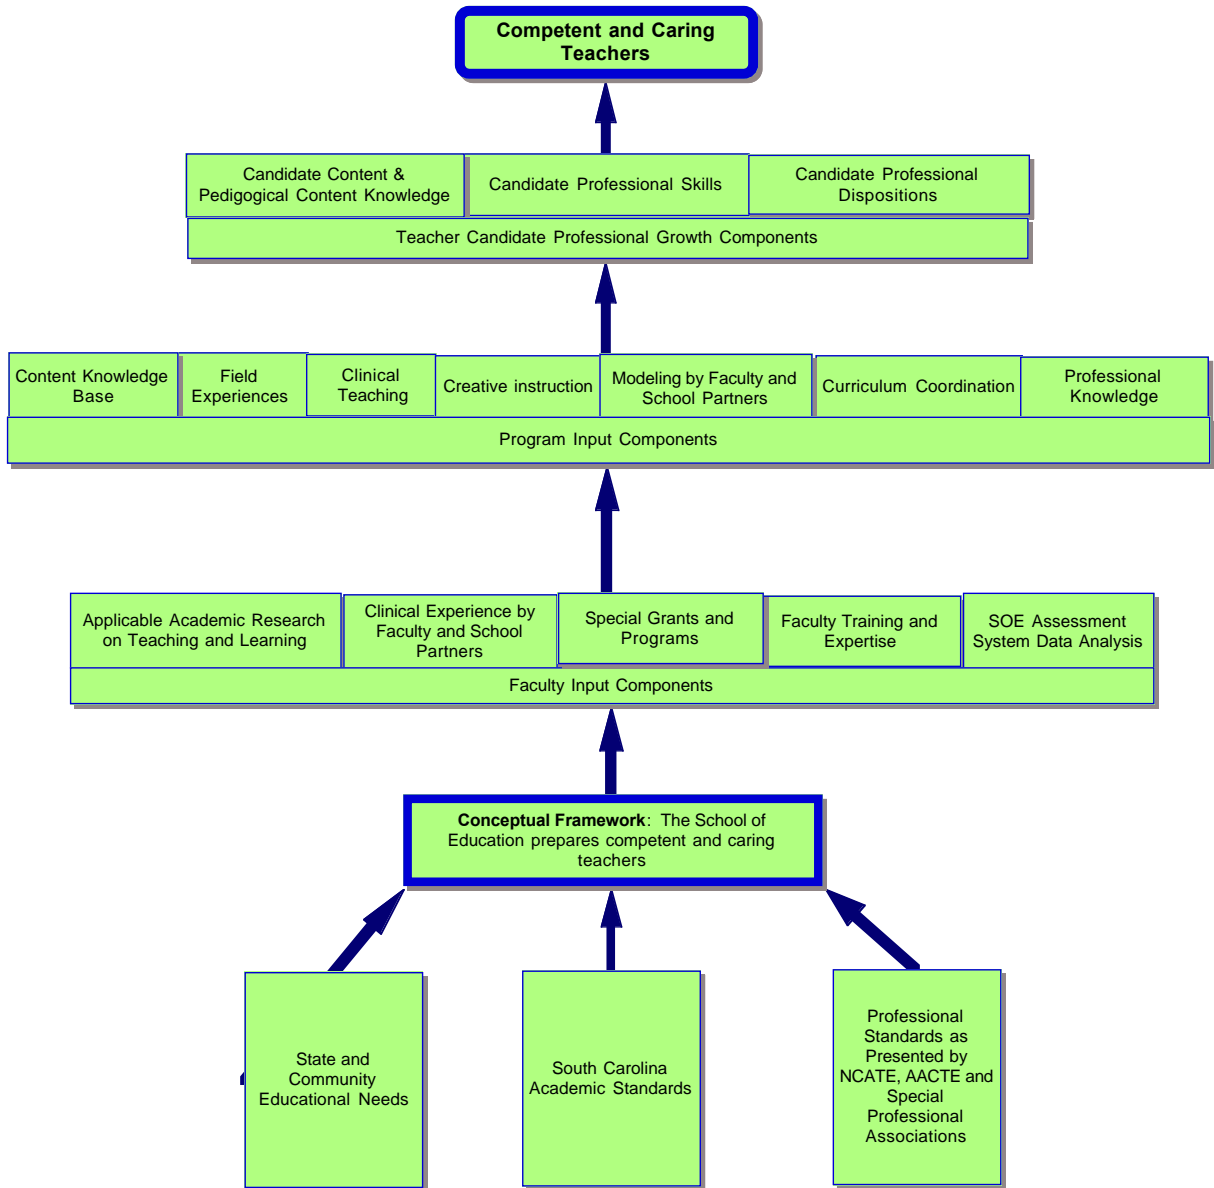 Competent and Caring
Teachers
Candidate Content &
Pedigogical Content Knowledge
Candidate Professional Skills
Candidate Professional
Dispositions
Teacher Candidate Professional Growth Components
Content Knowledge
Base
Field
Experiences
Clinical
Teaching
Creative instruction
Modeling by Faculty and
School Partners
Curriculum Coordination
Professional
Knowledge
Program Input Components
Applicable Academic Research
on Teaching and Learning
Clinical Experience by
Faculty and School
Partners
Special Grants and
Programs
Faculty Training and
Expertise
SOE Assessment
System Data Analysis
Faculty Input Components
Conceptual Framework: The School of
Education prepares competent and caring
teachers
State and
Community
Educational Needs
South Carolina
Academic Standards
Professional
Standards as
Presented by
NCATE, AACTE and
Special
Professional
Associations